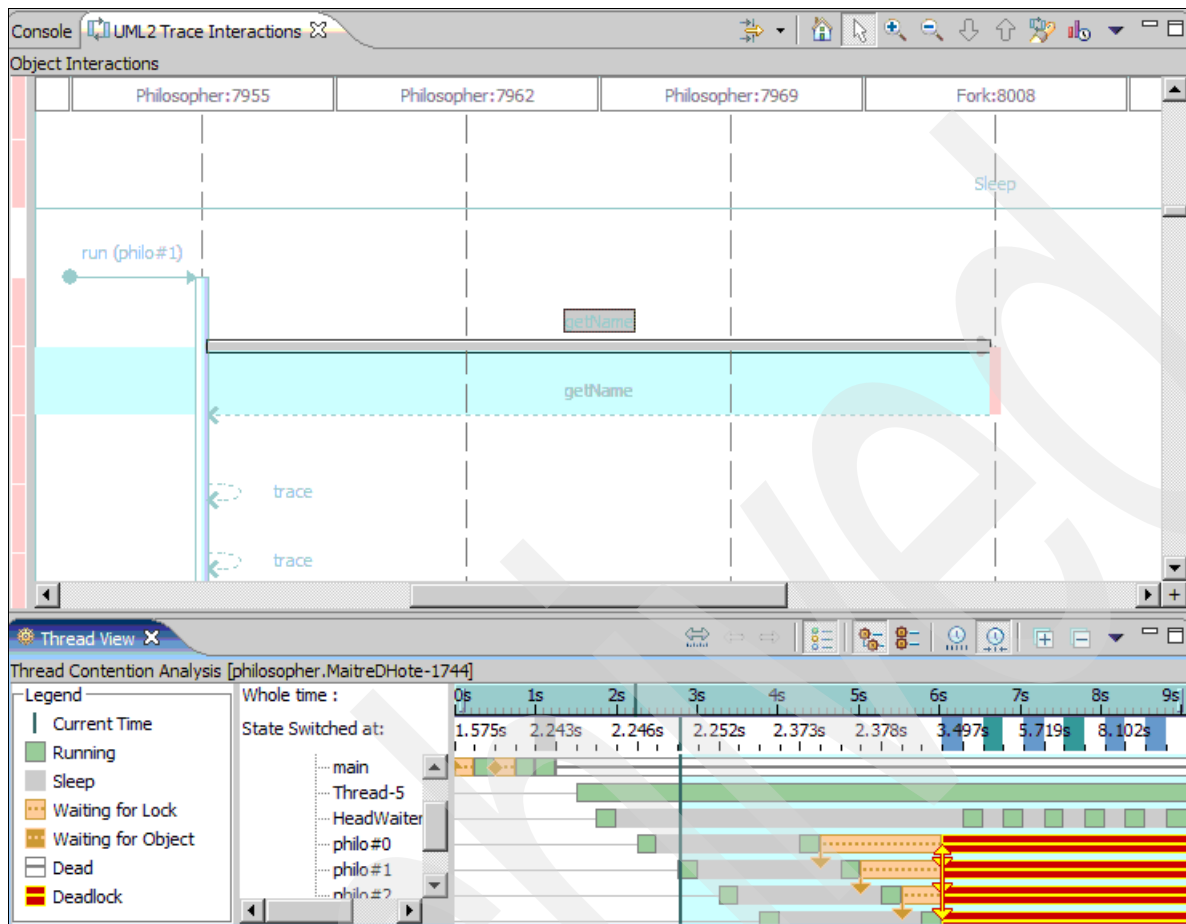 Console UML2 Trace Interactions
Object Interactions
Philosopher:7955 Philosopher:7962 Philosopher:7969 Fork:8008
Sleep
run (philo#1)
getName
getName
trace
trace
Thread View
Thread Contention Analysis [philosopher.MaitreDHote-1744]
Legend Whole time : 0s 1s 2s 3s 4s 5s 6s 7s 8s 9s
Current Time State Switched at: 1.575s 2.243s 2.246s 2.252s 2.373s 2.378s 3.497s 5.719s 8.102s
Running
main
Sleep
Thread-5
Waiting for Lock
HeadWaiter
Waiting for Object
philo#0
Dead
philo#1
Deadlock
philo#2